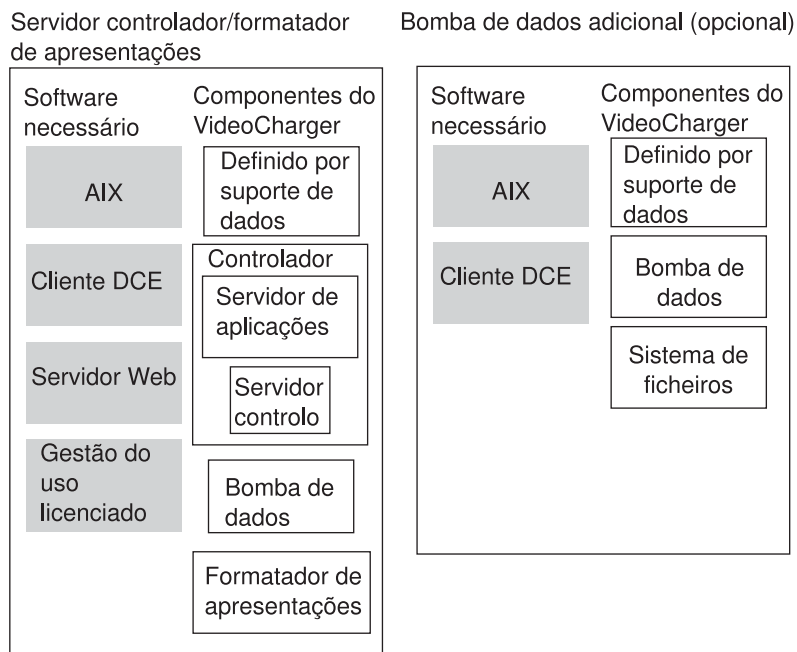 Servidor controlador/formatador
de apresentações
Software
necessário
Componentes do
VideoCharger
AIX
Definido por
suporte de
dados
Cliente DCE
Controlador
Servidor de
aplicações
Servidor Web
Servidor
controlo
Gestão do
uso
licenciado
Bomba de
dados
Formatador de
apresentações
Bomba de dados adicional (opcional)
Software
necessário
Componentes do
VideoCharger
AIX
Definido por
suporte de
dados
Cliente DCE
Bomba de
dados
Sistema de
ficheiros